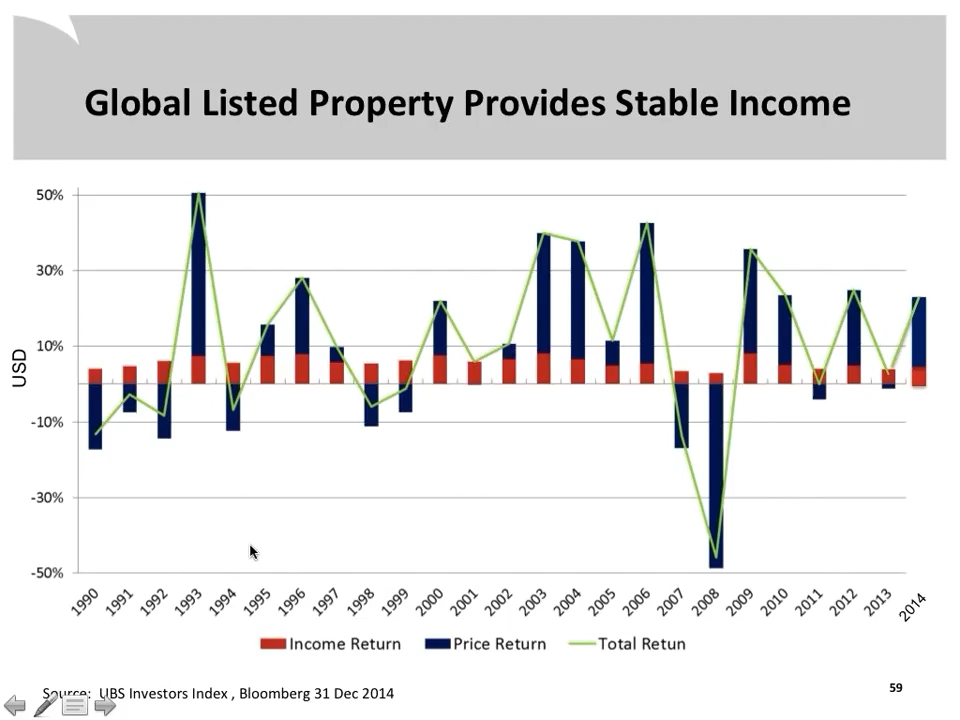 Global Listed Property Provides Stable Income
50%
30%
10%
-10%
-30%
-50%
USD
1990 1991 1992 1993 1994 1995 1996 1997 1998 1999 2000 2001 2002 2003 2004 2005 2006 2007 2008 2009 2010 2011 2012 2013 2014
Income Return Price Return Total Retun
Source: UBS Investors Index , Bloomberg 31 Dec 2014
59